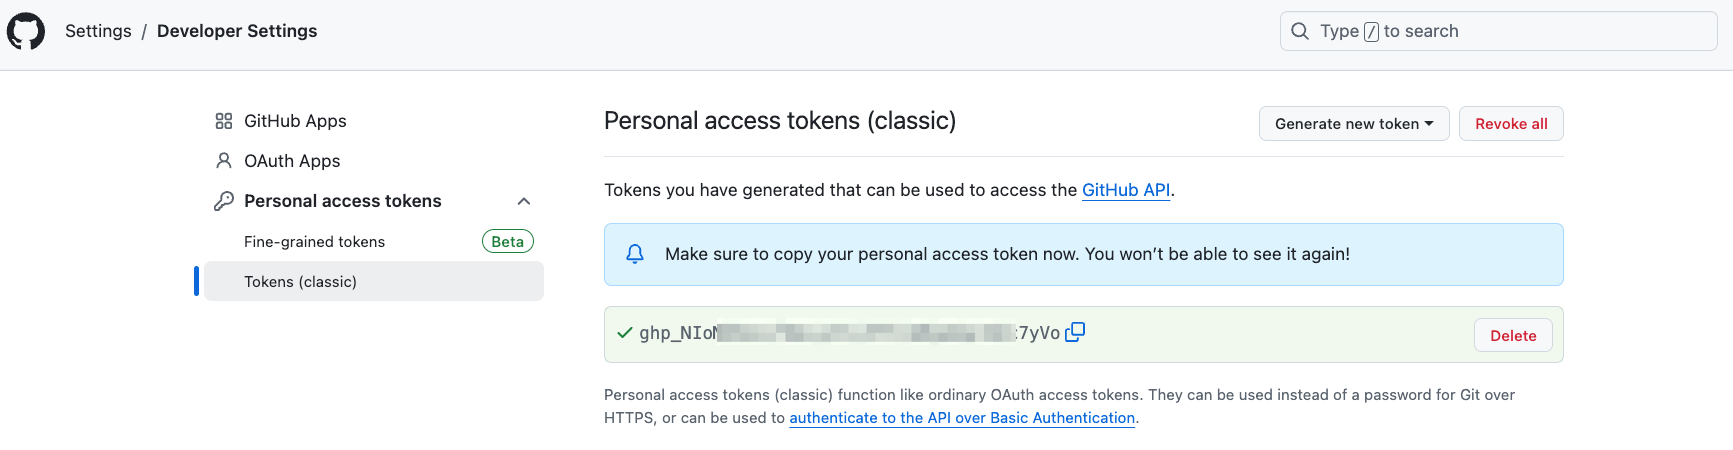 Settings / Developer Settings
Type / to search
GitHub Apps
OAuth Apps
Personal access tokens
Fine-grained tokens Beta
Tokens (classic)
Personal access tokens (classic)
Generate new token
Revoke all
Tokens you have generated that can be used to access the GitHub API.
Make sure to copy your personal access token now. You won’t be able to see it again!
ghp_NIo 7yVo
Delete
Personal access tokens (classic) function like ordinary OAuth access tokens. They can be used instead of a password for Git over
HTTPS, or can be used to authenticate to the API over Basic Authentication.